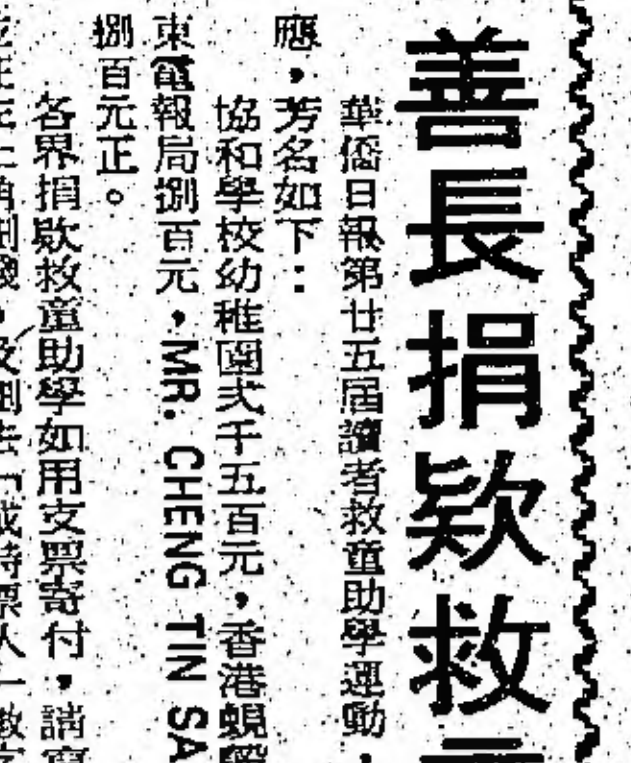 善長捐欵救
華僑日報第廿五屆讀者救童助學運動，
應，芳名如下：
協和學校幼稚園弍千五百元，香港蜆殼
東電報局捌百元，MR. CHENG TIN SA
捌百元正。
各界捐欵救童助學如用支票寄付，請寫